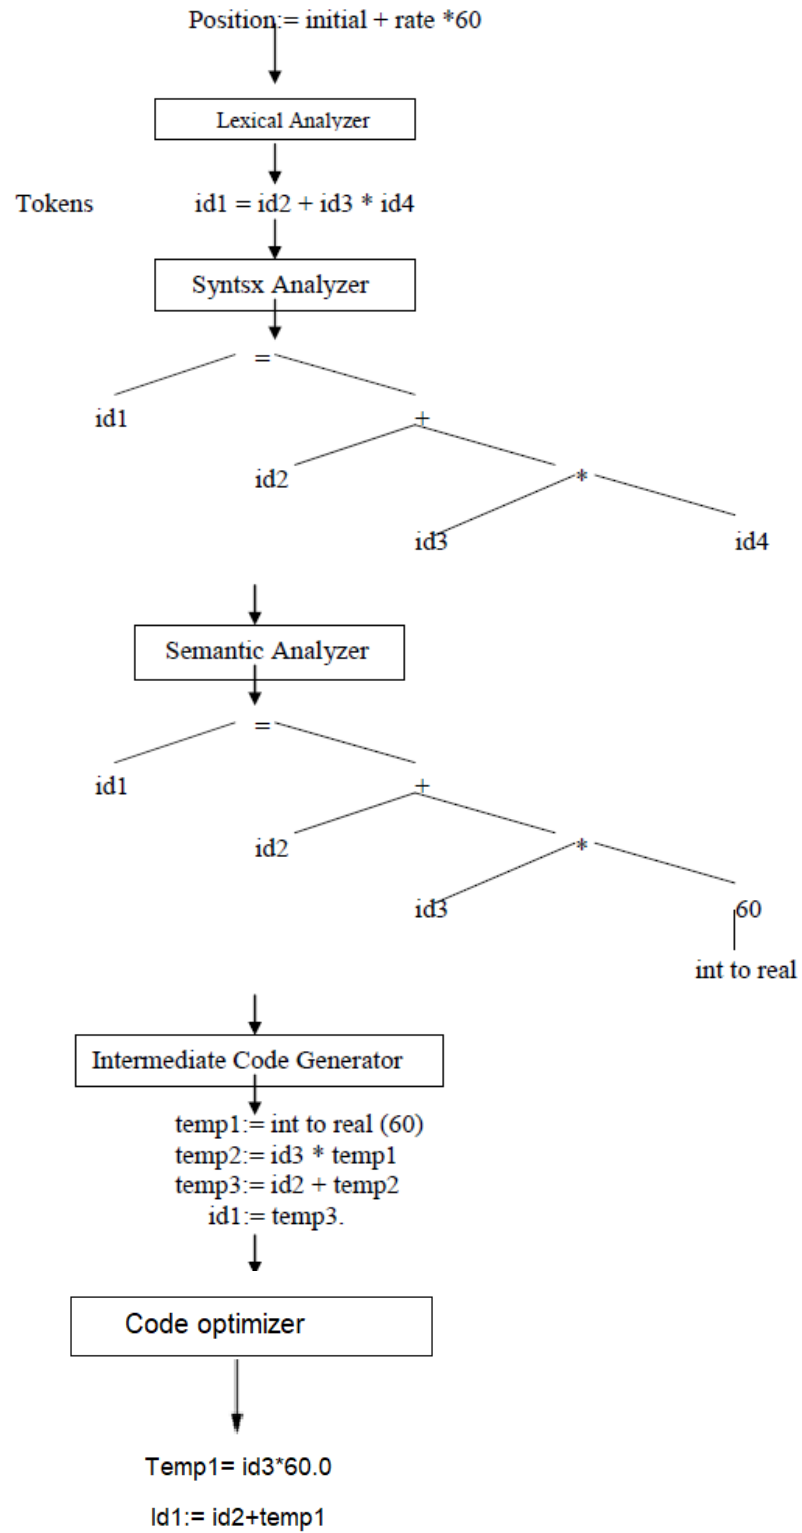 Position:= initial + rate *60
Lexical Analyzer
Tokens id1 = id2 + id3 * id4
Syntsx Analyzer
=
id1 +
id2 *
id3 id4
Semantic Analyzer
=
id1 +
id2 *
id3 60
int to real
Intermediate Code Generator
temp1:= int to real (60)
temp2:= id3 * temp1
temp3:= id2 + temp2
id1:= temp3.
Code optimizer
Temp1= id3*60.0
Id1:= id2+temp1